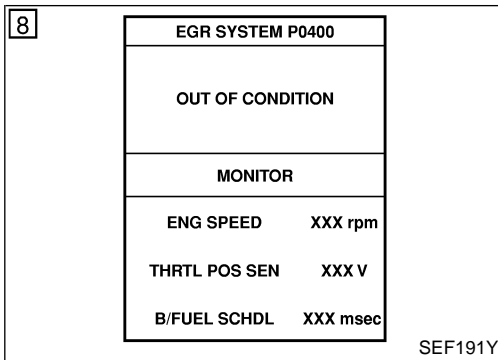 8
EGR SYSTEM P0400
OUT OF CONDITION
MONITOR
ENG SPEED XXX rpm
THRTL POS SEN XXX V
B/FUEL SCHDL XXX msec
SEF191Y